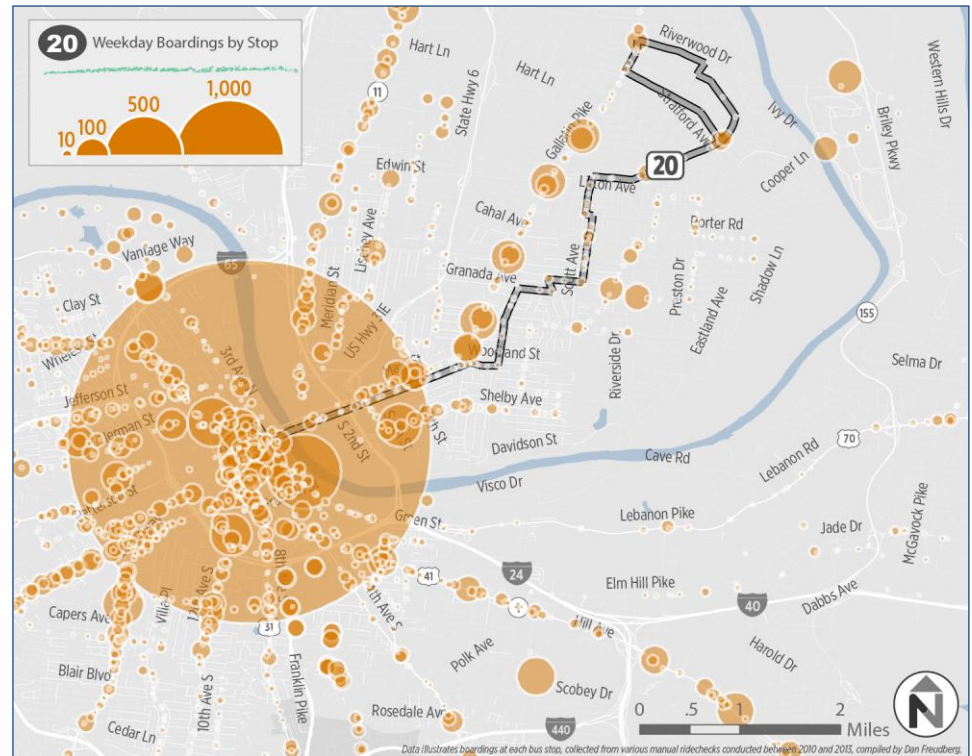 20 Weekday Boardings by Stop
10 100 500 1,000
Hart Ln
Riverwood Dr
State Hwy 6
Hart Ln
11
Western Hills Dr
Ivy Dr
Briley Pkwy
Gallatin Pike
Stratford Ave
20
Cooper Ln
Edwin St
Litton Ave
Lischey Ave
Cahal Ave
Porter Rd
Vantage Way
65
Scott Ave
Shadow Ln
Granada Ave
Preston Dr
Meridian St
Eastland Ave
Clay St
155
US Hwy 31E
3rd Ave N
Woodland St
Selma Dr
Riverside Dr
Jefferson St
Shelby Ave
S 2nd St
Davidson St
70
Cave Rd
Lebanon Rd
Visco Dr
Lebanon Pike
Jade Dr
McGavock Pike
Green St
24
41
Elm Hill Pike
40
Dabbs Ave
4
12th Ave S
Villa Pl
Capers Ave
31
Hill Ave
Polk Ave
Harold Dr
Franklin Pike
Blair Blvd
10th Ave S
Scobey Dr
Rosedale Ave
Cedar Ln
440
0 .5 1 2
Miles
N
Data illustrates boardings at each bus stop, collected from various manual ridechecks conducted between 2010 and 2013, compiled by Dan Freudberg